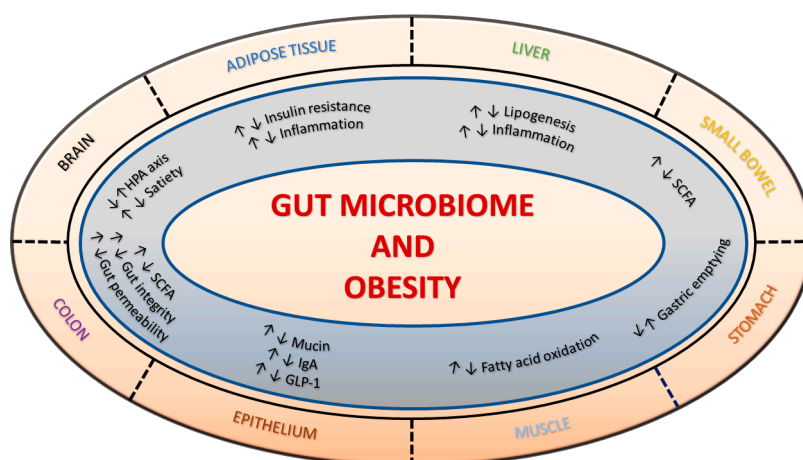 ADIPOSE TISSUE
LIVER
SMALL BOWEL
STOMACH
MUSCLE
EPITHELIUM
COLON
BRAIN
↑ ↓ Insulin resistance
↑ ↓ Inflammation
↑ ↓ Lipogenesis
↑ ↓ Inflammation
↑ ↓ SCFA
↓ ↑ Gastric emptying
↑ ↓ Fatty acid oxidation
↑ ↓ Mucin
↑ ↓ IgA
↑ ↓ GLP-1
↑ ↓ SCFA
↑ ↓ Gut integrity
↑ ↓ Gut permeability
↓ ↑ HPA axis
↑ ↓ Satiety
GUT MICROBIOME
AND
OBESITY